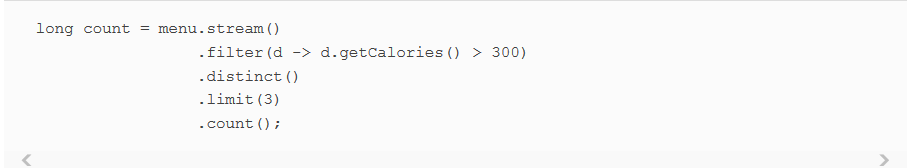 long count = menu.stream()
.filter(d -> d.getCalories() > 300)
.distinct()
.limit(3)
.count();